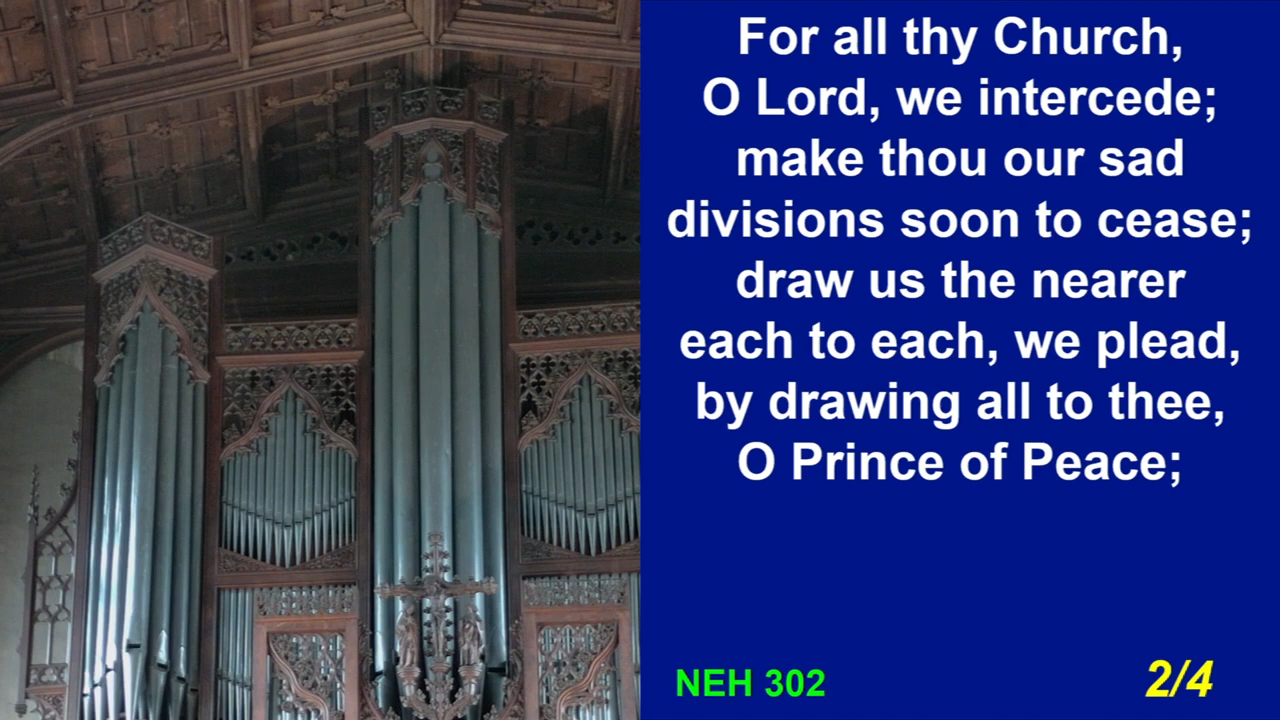 For all thy Church,
O Lord, we intercede;
make thou our sad
divisions soon to cease;
draw us the nearer
each to each, we plead,
by drawing all to thee,
O Prince of Peace;
NEH 302
2/4